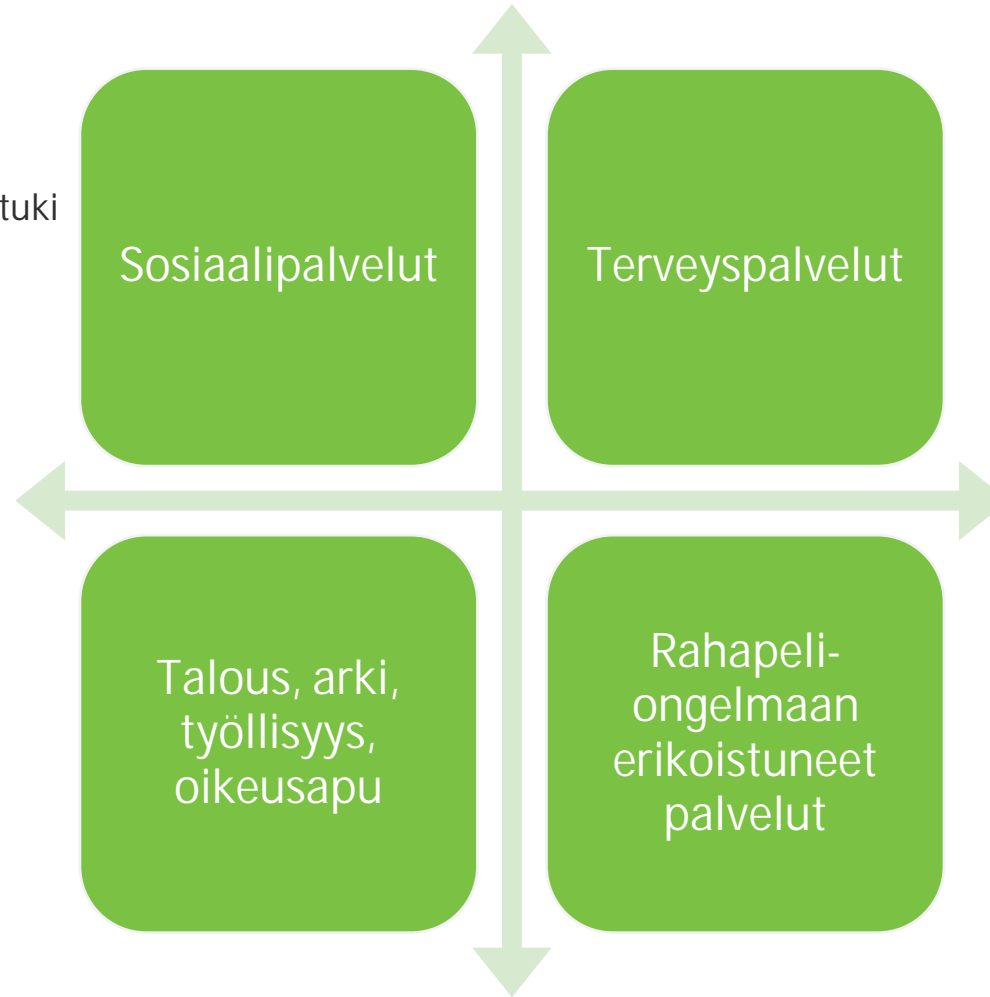 tuki
Sosiaalipalvelut
Terveyspalvelut
Talous, arki,
työllisyys,
oikeusapu
Rahapeli-
ongelmaan
erikoistuneet
palvelut